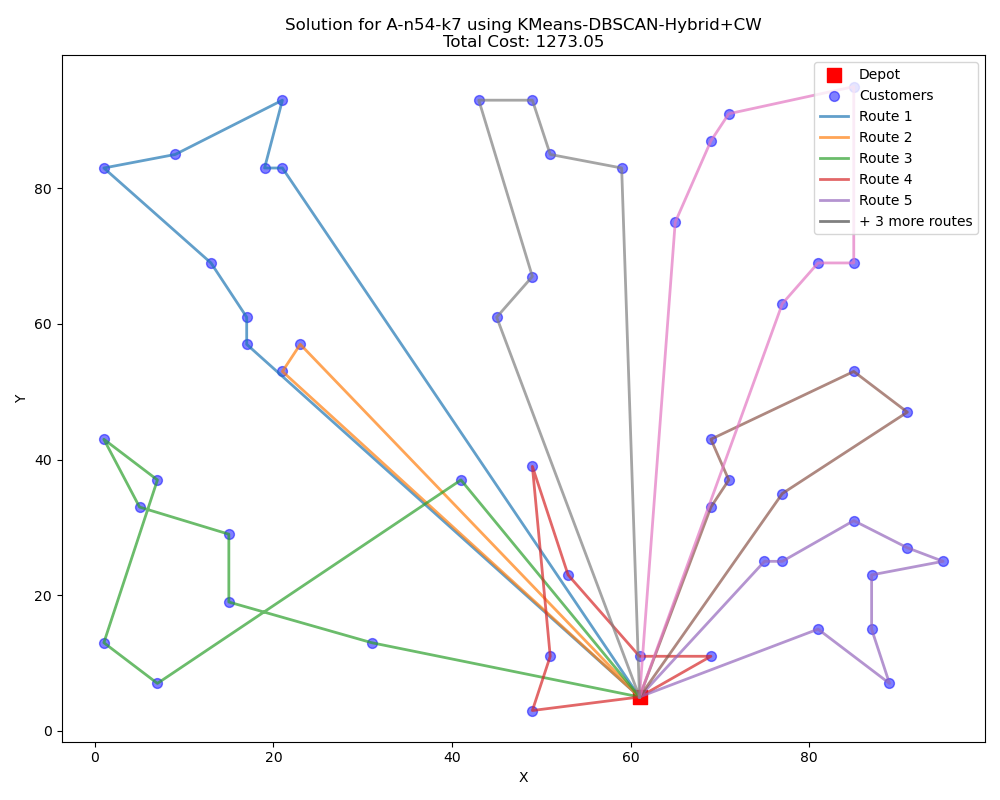 Solution for A-n54-k7 using KMeans-DBSCAN-Hybrid+CW
Total Cost: 1273.05
Depot
Customers
Route 1
Route 2
Route 3
Route 4
Route 5
+ 3 more routes
80
60
40
20
0
Y
0
20
40
60
80
X